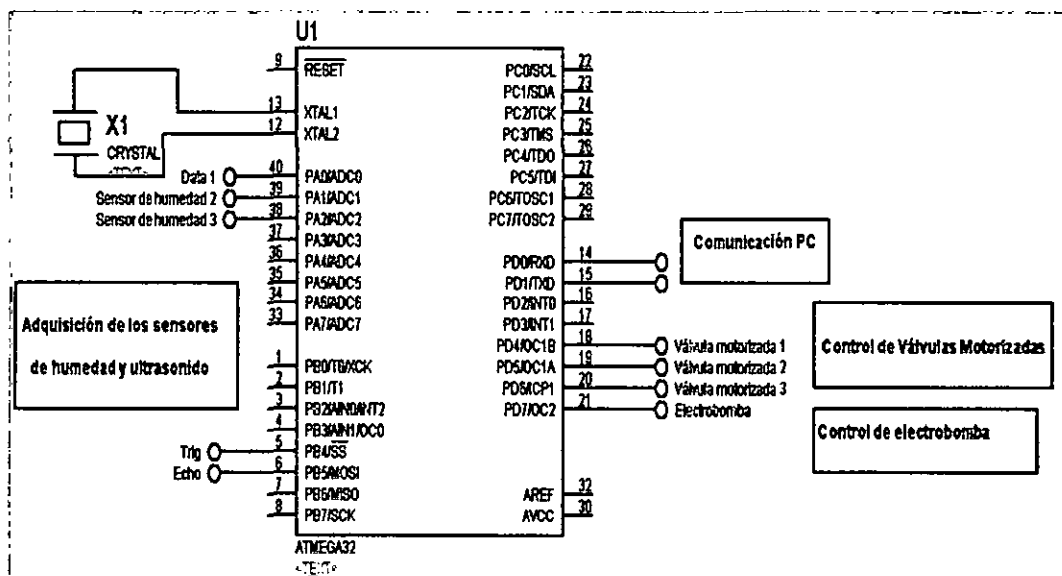 U1
9
RESET
13
XTAL1
12
XTAL2
X1
CRYSTAL
<TEXT>
Data 1
40
PA0/ADC0
Sensor de humedad 2
39
PA1/ADC1
Sensor de humedad 3
38
PA2/ADC2
37
PA3/ADC3
36
PA4/ADC4
35
PA5/ADC5
34
PA6/ADC6
33
PA7/ADC7
Adquisición de los sensores
de humedad y ultrasonido
1
PB0/T0/XCK
2
PB1/T1
3
PB2/AIN0/INT2
4
PB3/AIN1/OC0
Trig
5
PB4/SS
Echo
6
PB5/MOSI
7
PB6/MISO
8
PB7/SCK
ATMEGA32
<TEXT>
PC0/SCL
22
PC1/SDA
23
PC2/TCK
24
PC3/TMS
25
PC4/TDO
26
PC5/TDI
27
PC6/TOSC1
28
PC7/TOSC2
29
PD0/RXD
14
PD1/TXD
15
PD2/INT0
16
PD3/INT1
17
PD4/OC1B
18
Válvula motorizada 1
PD5/OC1A
19
Válvula motorizada 2
PD6/ICP1
20
Válvula motorizada 3
PD7/OC2
21
Electrobomba
AREF
32
AVCC
30
Comunicación PC
Control de Válvulas Motorizadas
Control de electrobomba